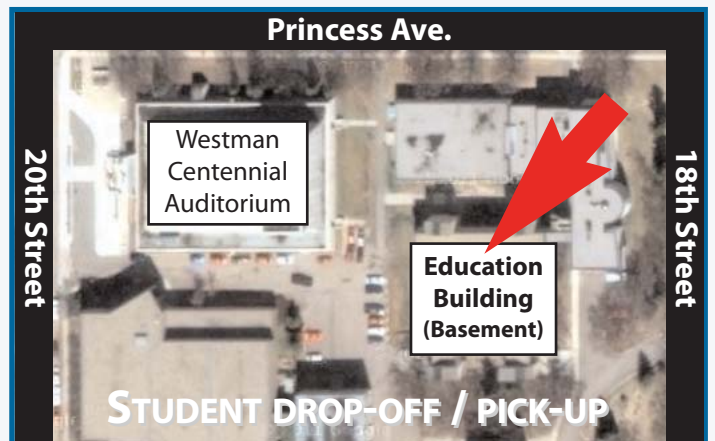 Princess Ave.
20th Street
Westman
Centennial
Auditorium
18th Street
Education
Building
(Basement)
STUDENT DROP-OFF / PICK-UP